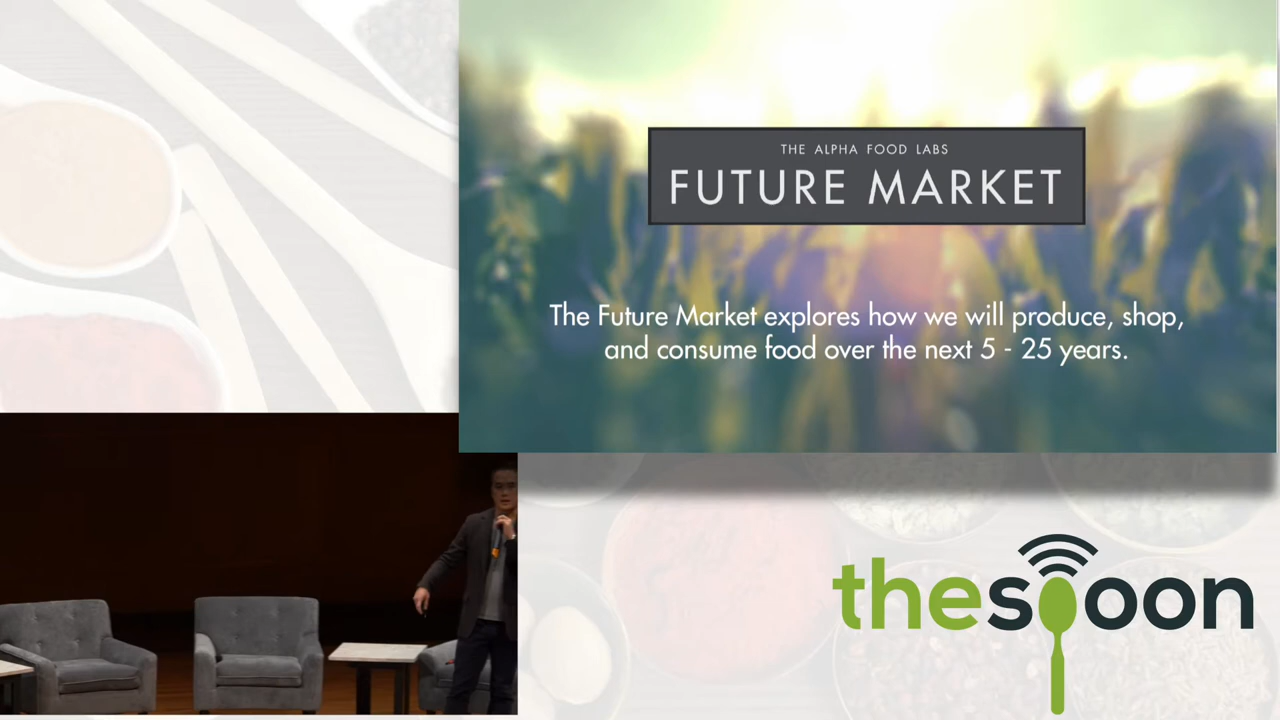 THE ALPHA FOOD LABS
FUTURE MARKET
The Future Market explores how we will produce, shop,
and consume food over the next 5 - 25 years.
thespoon